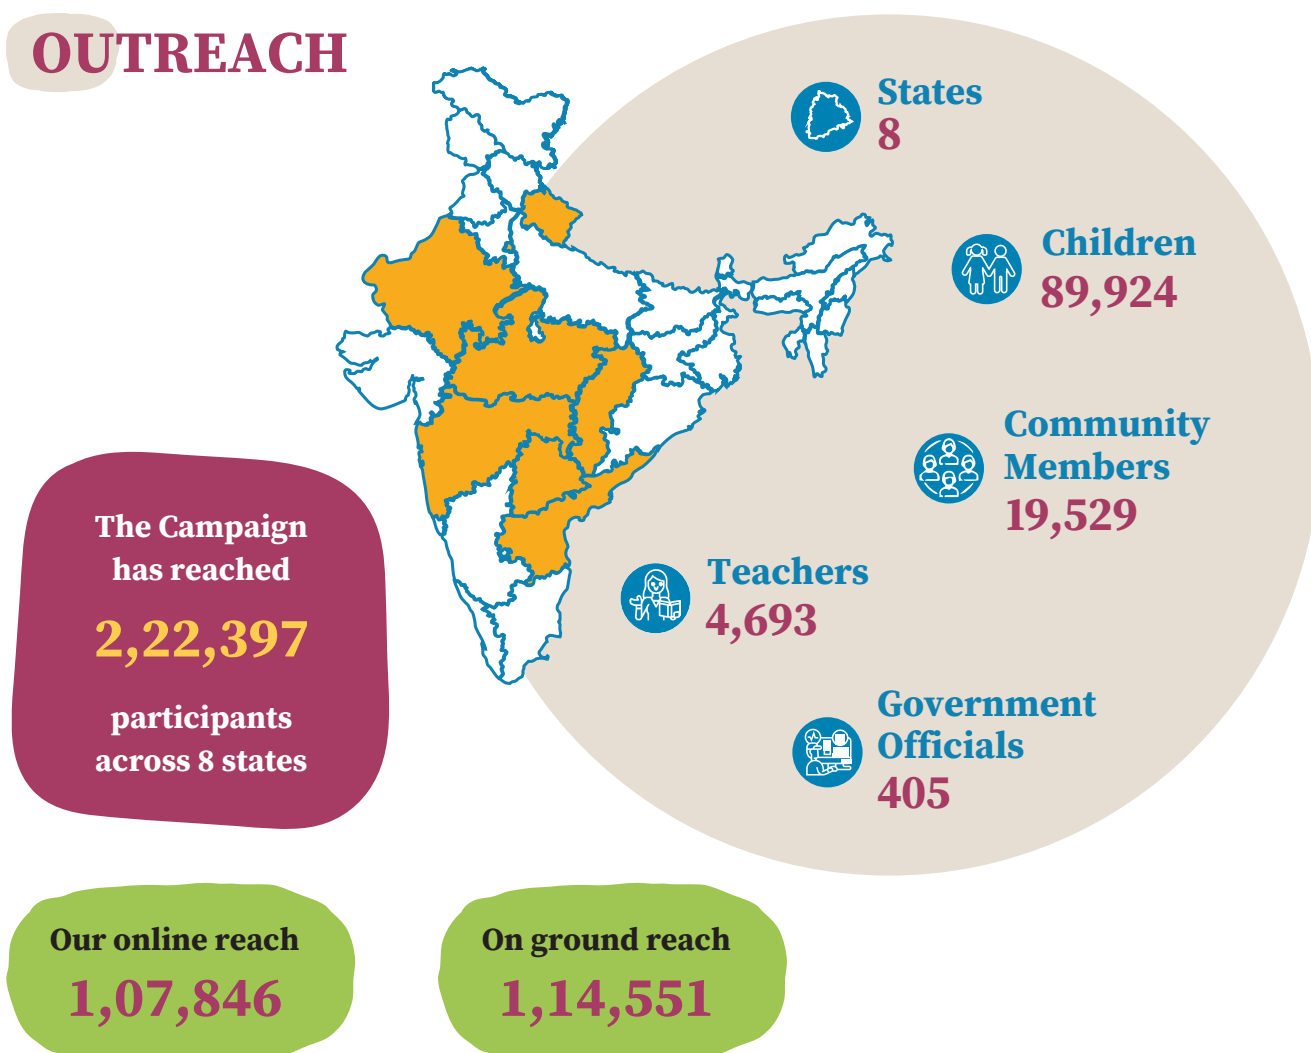 OUTREACH
States
8
Children
89,924
Community
Members
19,529
Teachers
4,693
Government
Officials
405
The Campaign
has reached
2,22,397
participants
across 8 states
Our online reach
1,07,846
On ground reach
1,14,551